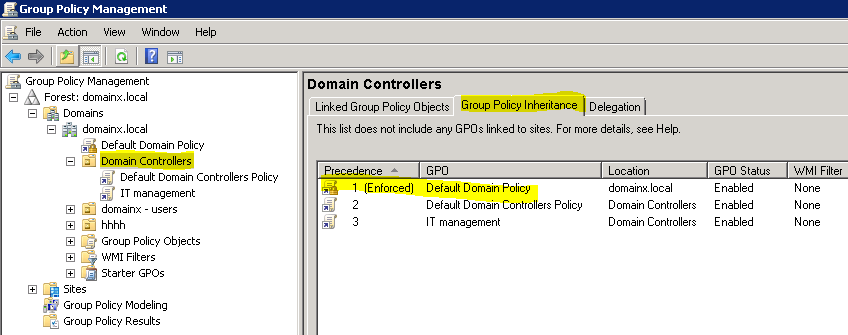 Group Policy Management
File Action View Window Help
Group Policy Management
Forest: domainx.local
Domains
domainx.local
Default Domain Policy
Domain Controllers
Default Domain Controllers Policy
IT management
domainx - users
hhhh
Group Policy Objects
WMI Filters
Starter GPOs
Sites
Group Policy Modeling
Group Policy Results
Domain Controllers
Linked Group Policy Objects Group Policy Inheritance Delegation
This list does not include any GPOs linked to sites. For more details, see Help.
Precedence GPO Location GPO Status WMI Filter
1 (Enforced) Default Domain Policy domainx.local Enabled None
2 Default Domain Controllers Policy Domain Controllers Enabled None
3 IT management Domain Controllers Enabled None